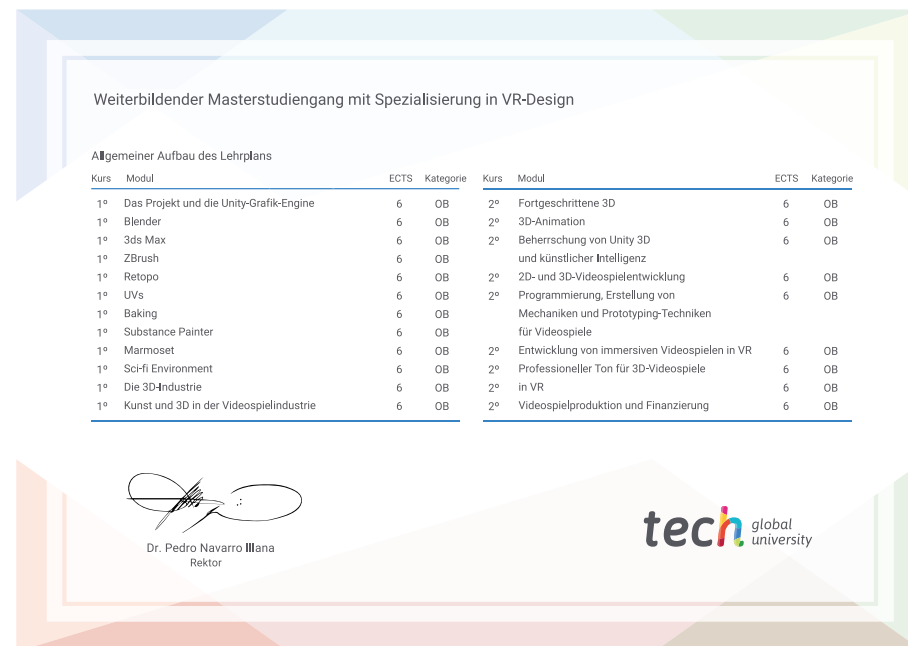 Weiterbildender Masterstudiengang mit Spezialisierung in VR-Design
Allgemeiner Aufbau des Lehrplans
Kurs Modul ECTS Kategorie
1º Das Projekt und die Unity-Grafik-Engine 6 OB
1º Blender 6 OB
1º 3ds Max 6 OB
1º ZBrush 6 OB
1º Retopo 6 OB
1º UVs 6 OB
1º Baking 6 OB
1º Substance Painter 6 OB
1º Marmoset 6 OB
1º Sci-fi Environment 6 OB
1º Die 3D-Industrie 6 OB
1º Kunst und 3D in der Videospielindustrie 6 OB
Kurs Modul ECTS Kategorie
2º Fortgeschrittene 3D 6 OB
2º 3D-Animation 6 OB
2º Beherrschung von Unity 3D 6 OB
und künstlicher Intelligenz
2º 2D- und 3D-Videospielentwicklung 6 OB
2º Programmierung, Erstellung von 6 OB
Mechaniken und Prototyping-Techniken
für Videospiele
2º Entwicklung von immersiven Videospielen in VR 6 OB
2º Professioneller Ton für 3D-Videospiele 6 OB
2º in VR 6 OB
2º Videospielproduktion und Finanzierung 6 OB
Dr. Pedro Navarro Illana
Rektor
tech global
university